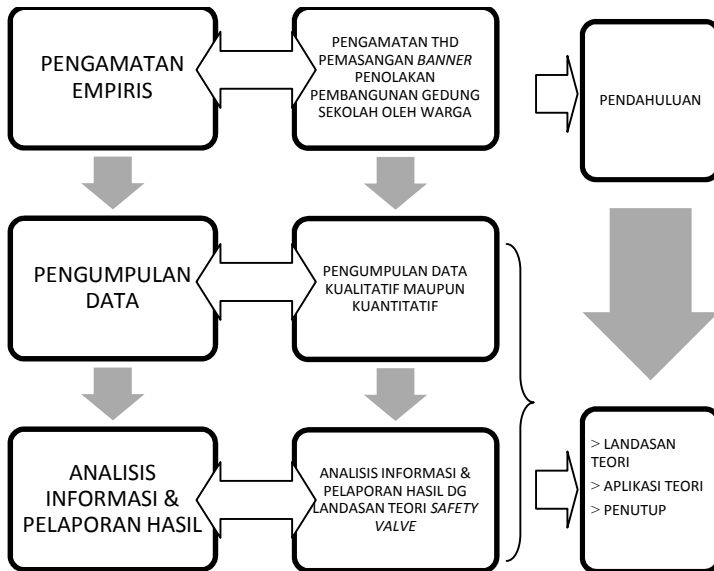 PENGAMATAN
EMPIRIS
PENGAMATAN THD
PEMASANGAN BANNER
PENOLAKAN
PEMBANGUNAN GEDUNG
SEKOLAH OLEH WARGA
PENDAHULUAN
PENGUMPULAN
DATA
PENGUMPULAN DATA
KUALITATIF MAUPUN
KUANTITATIF
ANALISIS
INFORMASI &
PELAPORAN HASIL
ANALISIS INFORMASI &
PELAPORAN HASIL DG
LANDASAN TEORI SAFETY
VALVE
> LANDASAN
TEORI
> APLIKASI TEORI
> PENUTUP